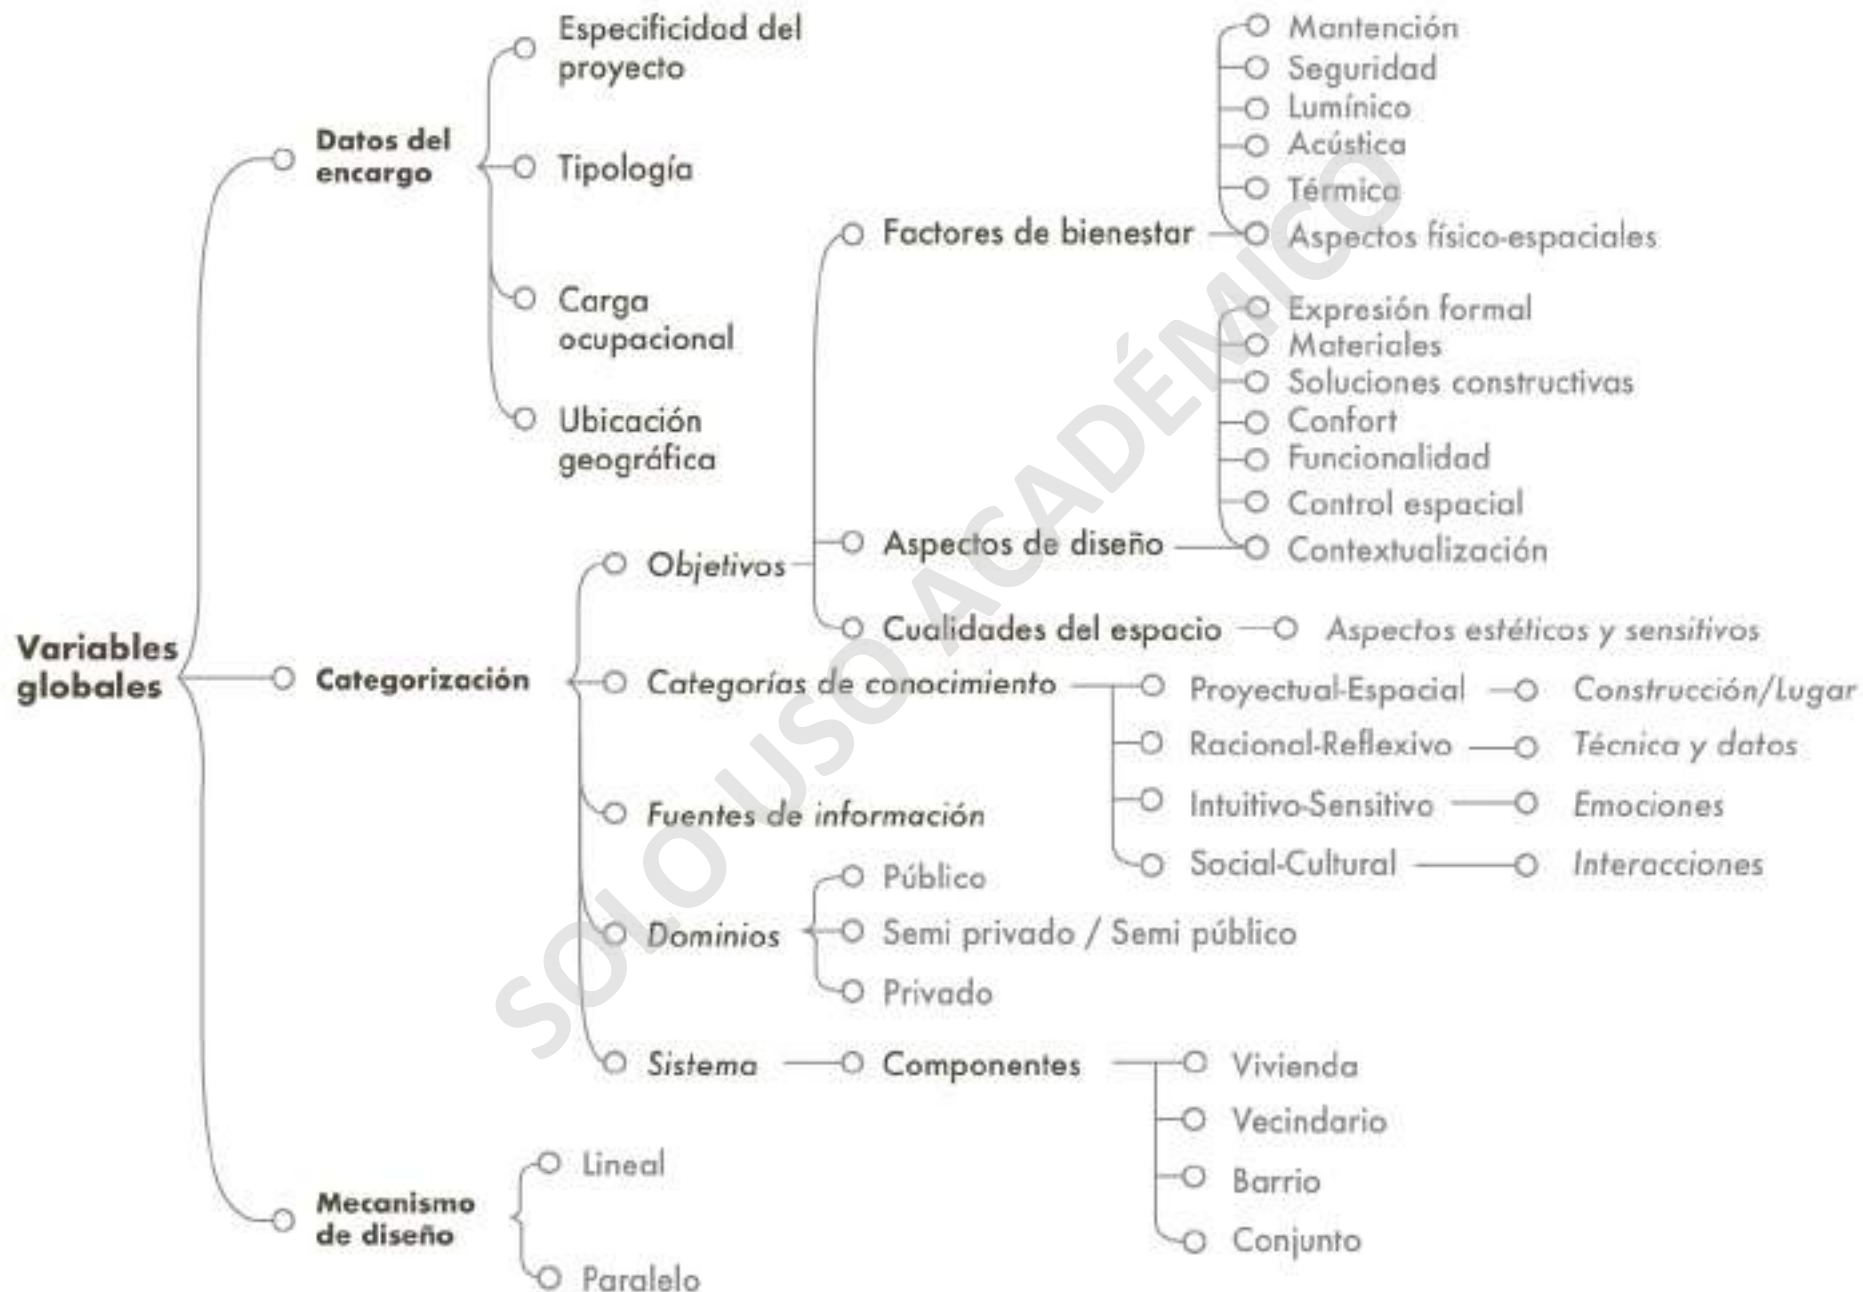 Variables
globales
Datos del
encargo
Especificidad del
proyecto
Tipología
Carga
ocupacional
Ubicación
geográfica
Categorización
Objetivos
Factores de bienestar
Mantención
Seguridad
Lumínico
Acústica
Térmica
Aspectos físico-espaciales
Aspectos de diseño
Expresión formal
Materiales
Soluciones constructivas
Confort
Funcionalidad
Control espacial
Contextualización
Cualidades del espacio
Aspectos estéticos y sensitivos
Categorías de conocimiento
Proyectual-Espacial
Construcción/Lugar
Racional-Reflexivo
Técnica y datos
Intuitivo-Sensitivo
Emociones
Social-Cultural
Interacciones
Fuentes de información
Dominios
Público
Semi privado / Semi público
Privado
Sistema
Componentes
Vivienda
Vecindario
Barrio
Conjunto
Mecanismo
de diseño
Lineal
Paralelo
SOLO USO ACADÉMICO